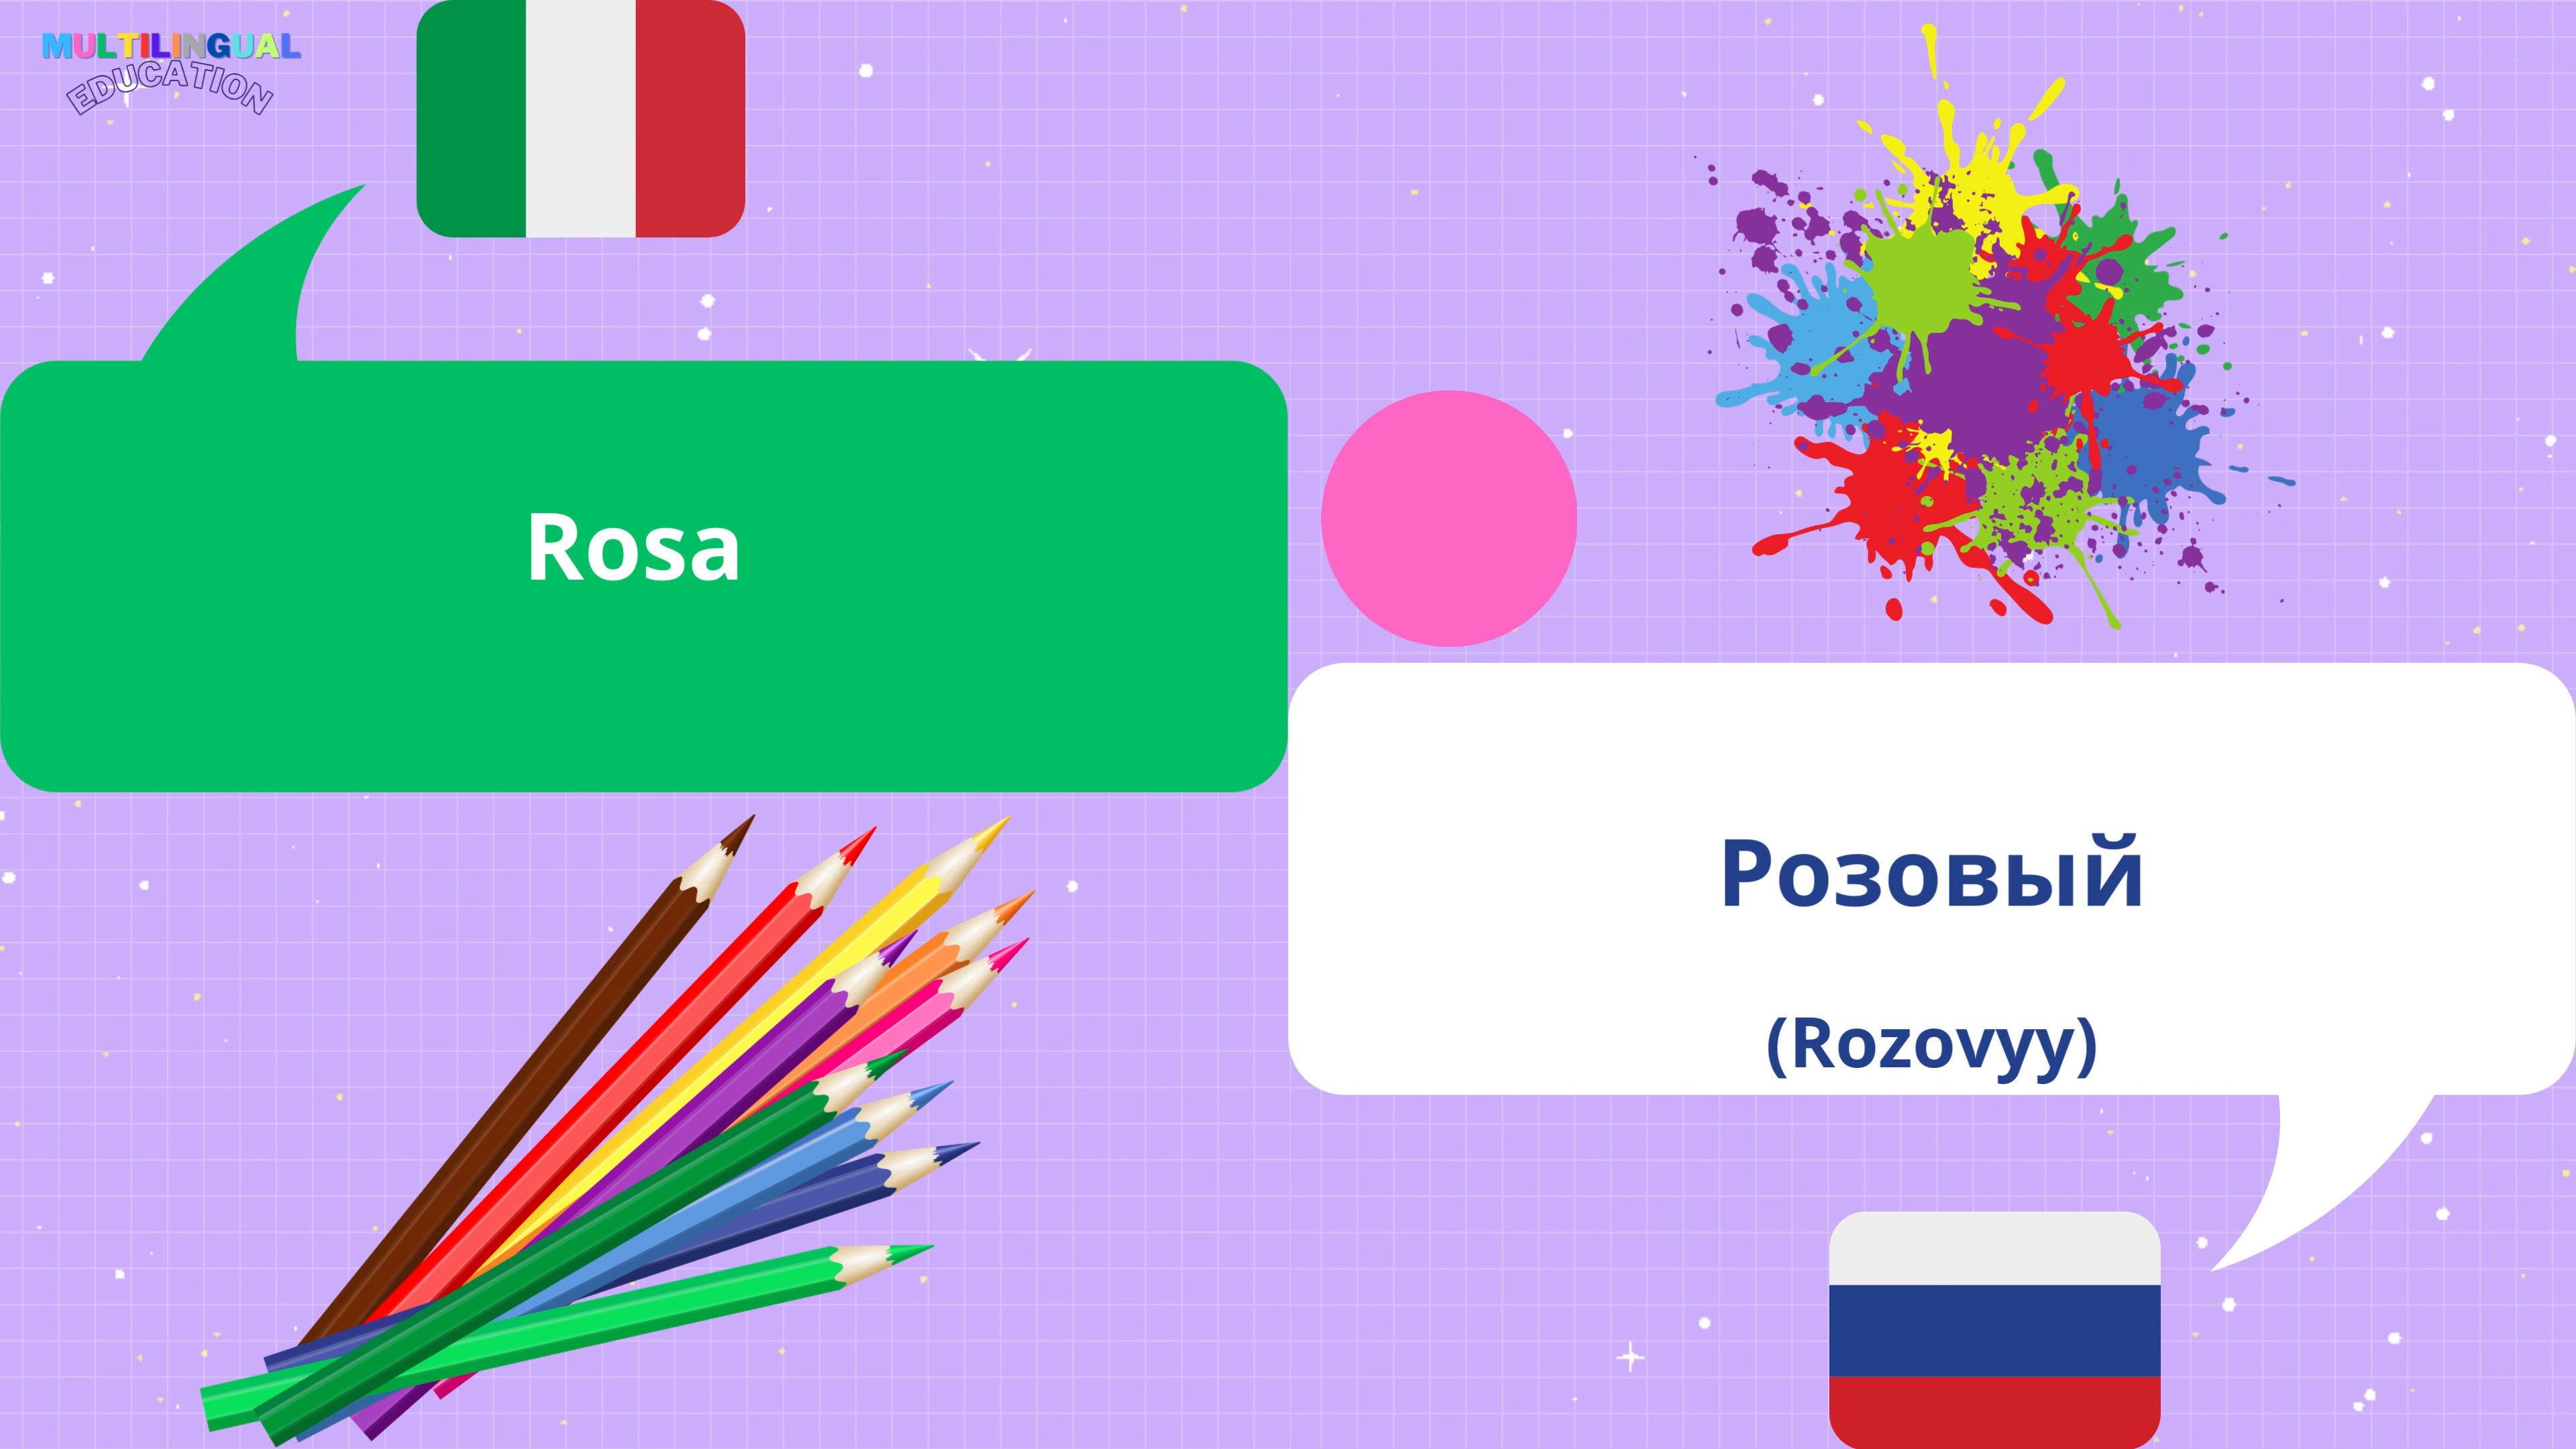 MULTILINGUAL
EDUCATION
Rosa
Розовый
(Rozovyy)